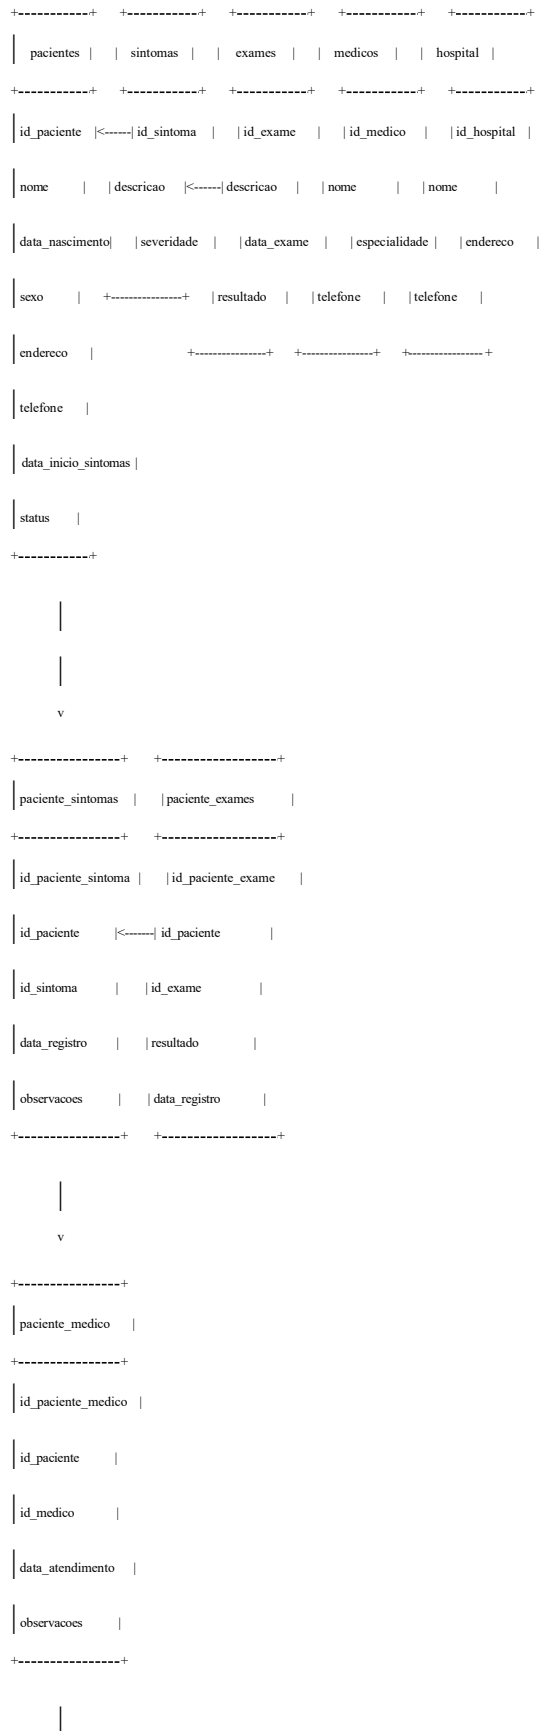 +-----------+ +-----------+ +-----------+ +-----------+ +-----------+
| pacientes | | sintomas | | exames | | medicos | | hospital |
+-----------+ +-----------+ +-----------+ +-----------+ +-----------+
| id_paciente |<------| id_sintoma | | id_exame | | id_medico | | id_hospital |
| nome | | descricao |<------| descricao | | nome | | nome |
| data_nascimento| | severidade | | data_exame | | especialidade | | endereco |
| sexo | +----------------+ | resultado | | telefone | | telefone |
| endereco | +----------------+ +----------------+ +-----------------+
| telefone |
| data_inicio_sintomas |
| status |
+-----------+
|
|
v
+----------------+ +------------------+
| paciente_sintomas | | paciente_exames |
+----------------+ +------------------+
| id_paciente_sintoma | | id_paciente_exame |
| id_paciente |<-------| id_paciente |
| id_sintoma | | id_exame |
| data_registro | | resultado |
| observacoes | | data_registro |
+----------------+ +------------------+
|
v
+----------------+
| paciente_medico |
+----------------+
| id_paciente_medico |
| id_paciente |
| id_medico |
| data_atendimento |
| observacoes |
+----------------+
|